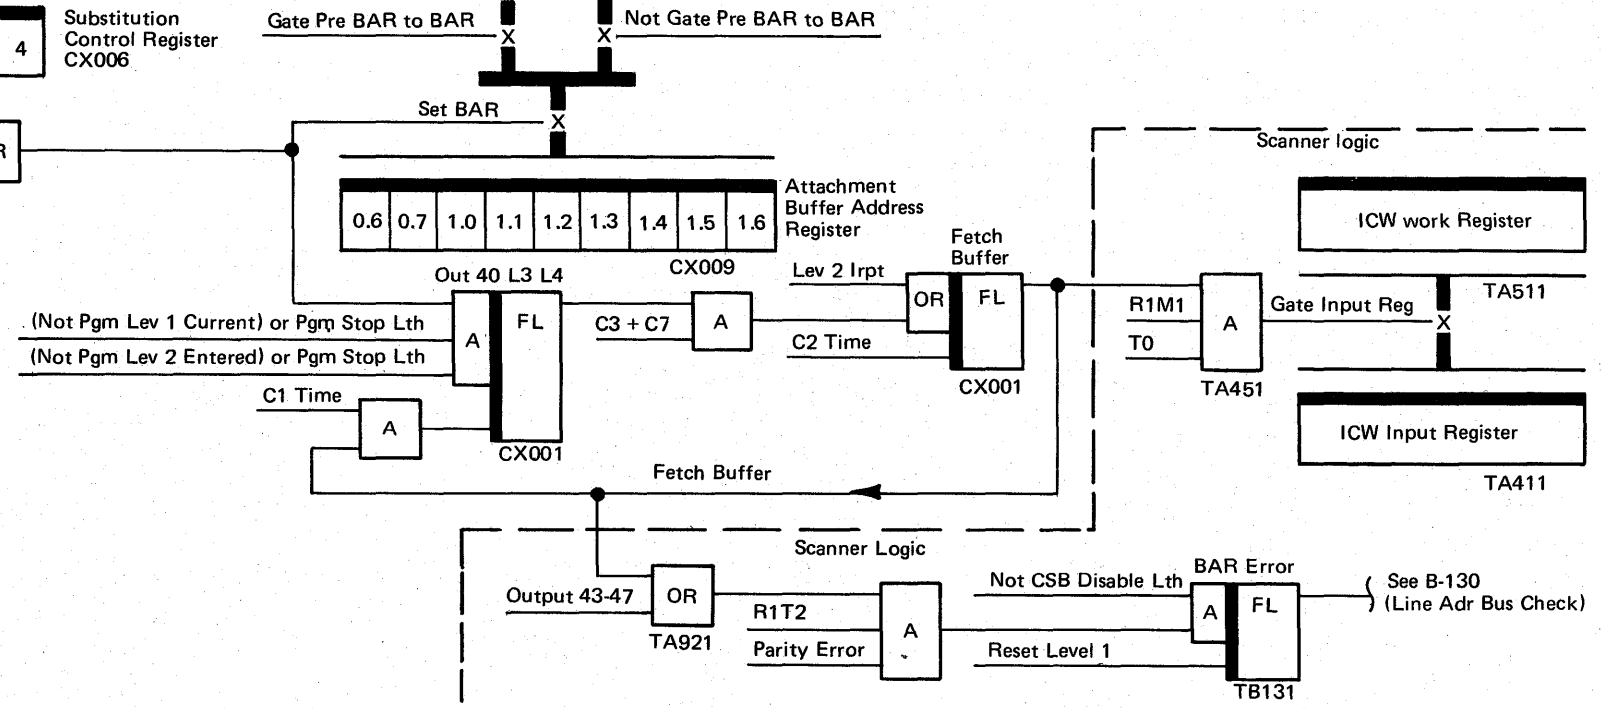 Gate Pre BAR to BAR
Not Gate Pre BAR to BAR
X
X
4
Substitution
Control Register
CX006
Set BAR
X
R
Scanner logic
0.6 0.7 1.0 1.1 1.2 1.3 1.4 1.5 1.6
Attachment
Buffer Address
Register
CX009
ICW work Register
TA511
Out 40 L3 L4
Fetch
Buffer
Lev 2 Irpt
OR
FL
C2 Time
CX001
(Not Pgm Lev 1 Current) or Pgm Stop Lth
(Not Pgm Lev 2 Entered) or Pgm Stop Lth
A
FL
C3 + C7
A
R1M1
T0
A
TA451
Gate Input Reg
X
C1 Time
A
CX001
ICW Input Register
TA411
Fetch Buffer
Scanner Logic
Output 43-47
OR
TA921
R1T2
Parity Error
A
Not CSB Disable Lth
Reset Level 1
BAR Error
A
FL
TB131
See B-130
(Line Adr Bus Check)